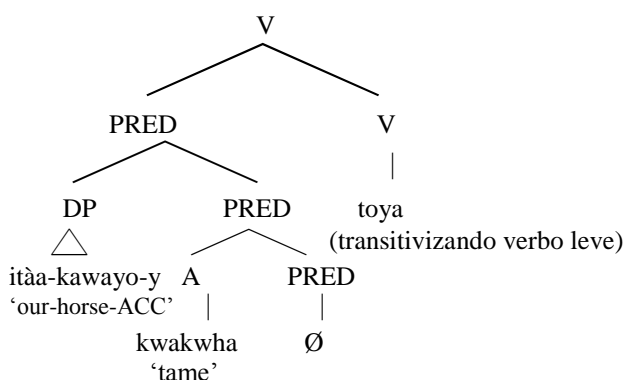 V
PRED V
DP PRED toya
(transitivizando verbo leve)
itàa-kawayo-y A PRED
‘our-horse-ACC’
kwakwha Ø
‘tame’